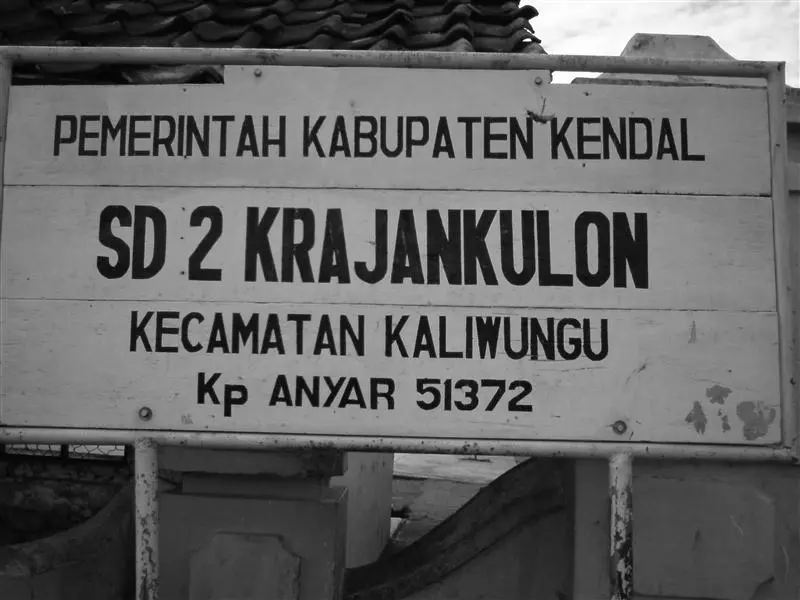 PEMERINTAH KABUPATEN KENDAL
SD 2 KRAJANKULON
KECAMATAN KALIWUNGU
Kp ANYAR 51372